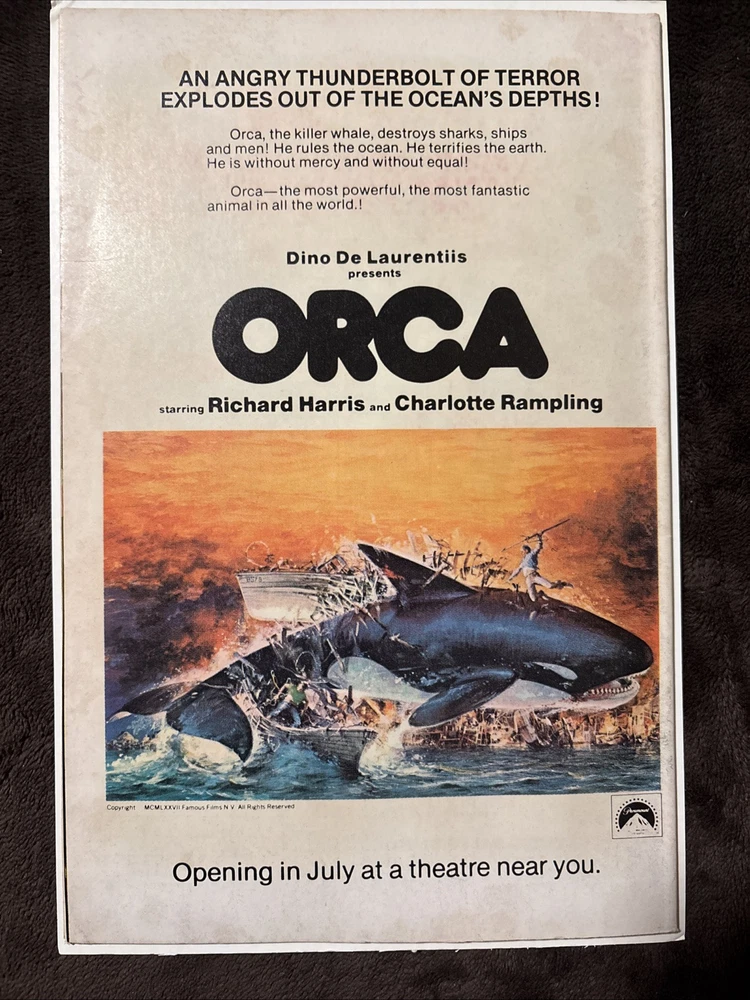 AN ANGRY THUNDERBOLT OF TERROR
EXPLODES OUT OF THE OCEAN'S DEPTHS!
Orca, the killer whale, destroys sharks, ships
and men! He rules the ocean. He terrifies the earth.
He is without mercy and without equal!
Orca—the most powerful, the most fantastic
animal in all the world.!
Dino De Laurentiis
presents
ORCA
starring Richard Harris and Charlotte Rampling
Copyright MCMLXXVII Famous Films N.V. All Rights Reserved
Paramount
Opening in July at a theatre near you.